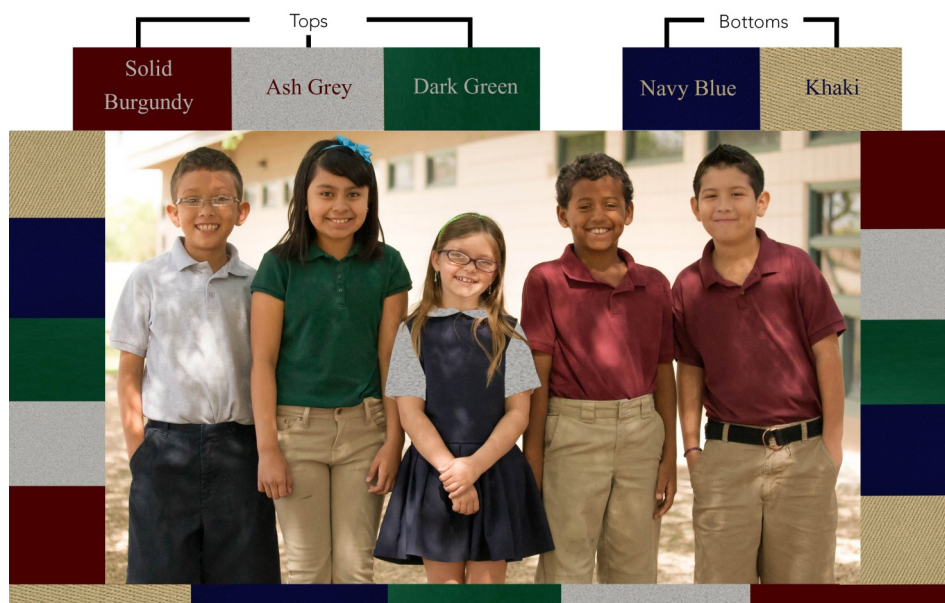 Tops
Bottoms
Solid
Burgundy
Ash Grey
Dark Green
Navy Blue
Khaki